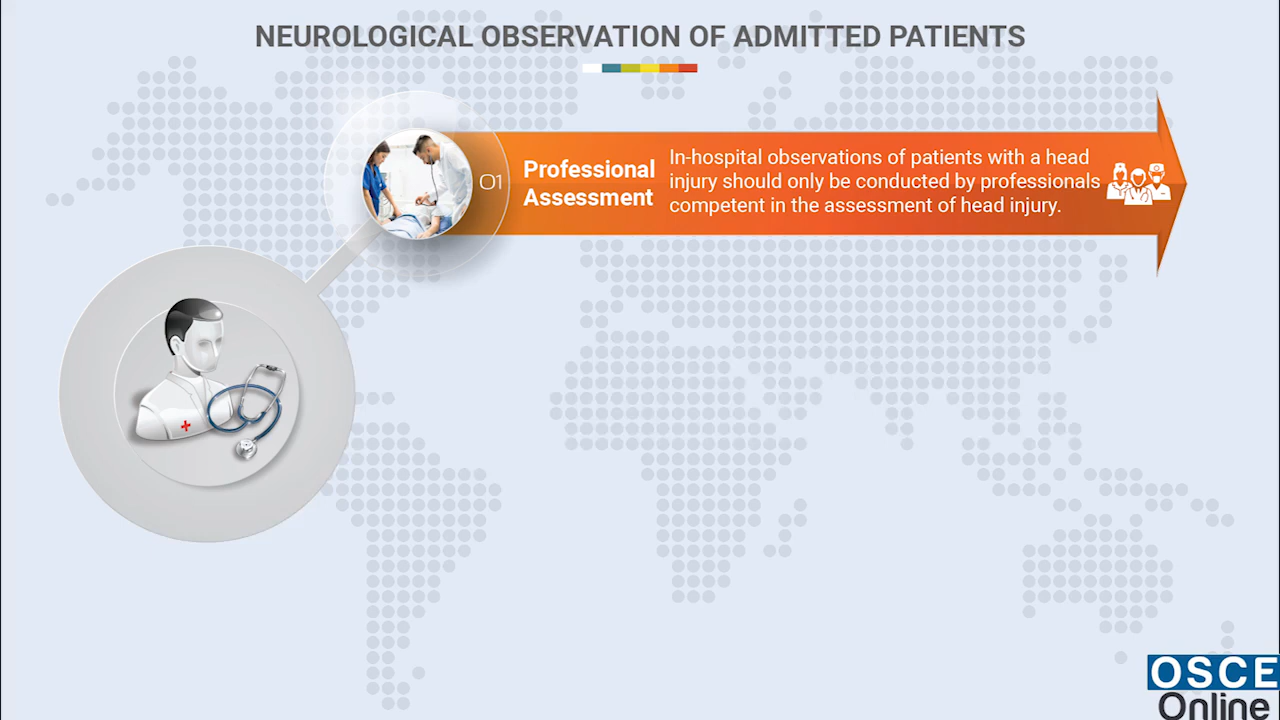 NEUROLOGICAL OBSERVATION OF ADMITTED PATIENTS
01
Professional
Assessment
In-hospital observations of patients with a head
injury should only be conducted by professionals
competent in the assessment of head injury.
OSCE
Online